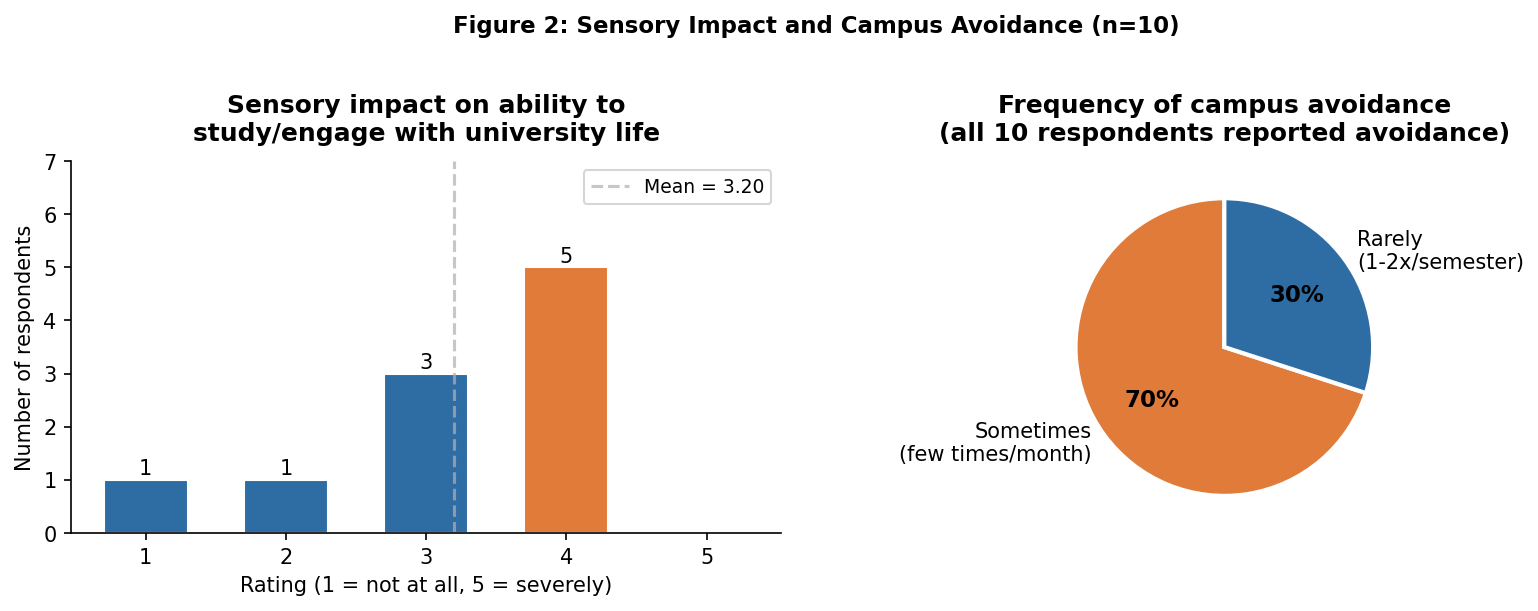 Figure 2: Sensory Impact and Campus Avoidance (n=10)
Sensory impact on ability to
study/engage with university life
Mean = 3.20
Number of respondents
7
6
5
4
3
2
1
0
1
1
3
5
1
2
3
4
5
Rating (1 = not at all, 5 = severely)
Frequency of campus avoidance
(all 10 respondents reported avoidance)
Rarely
(1-2x/semester)
30%
70%
Sometimes
(few times/month)